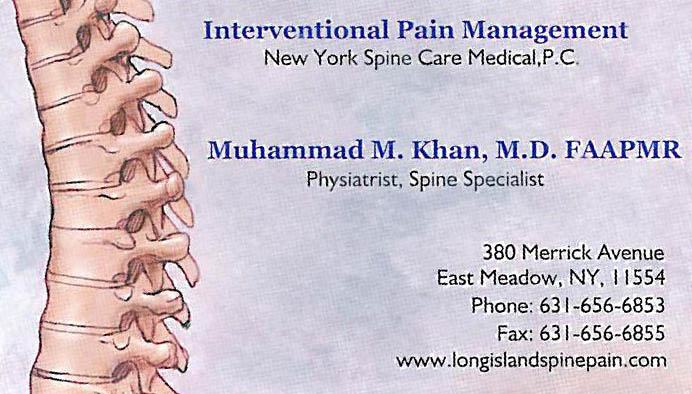 Interventional Pain Management
New York Spine Care Medical,P.C.
Muhammad M. Khan, M.D. FAAPMR
Physiatrist, Spine Specialist
380 Merrick Avenue
East Meadow, NY, 11554
Phone: 631-656-6853
Fax: 631-656-6855
www.longislandspinepain.com